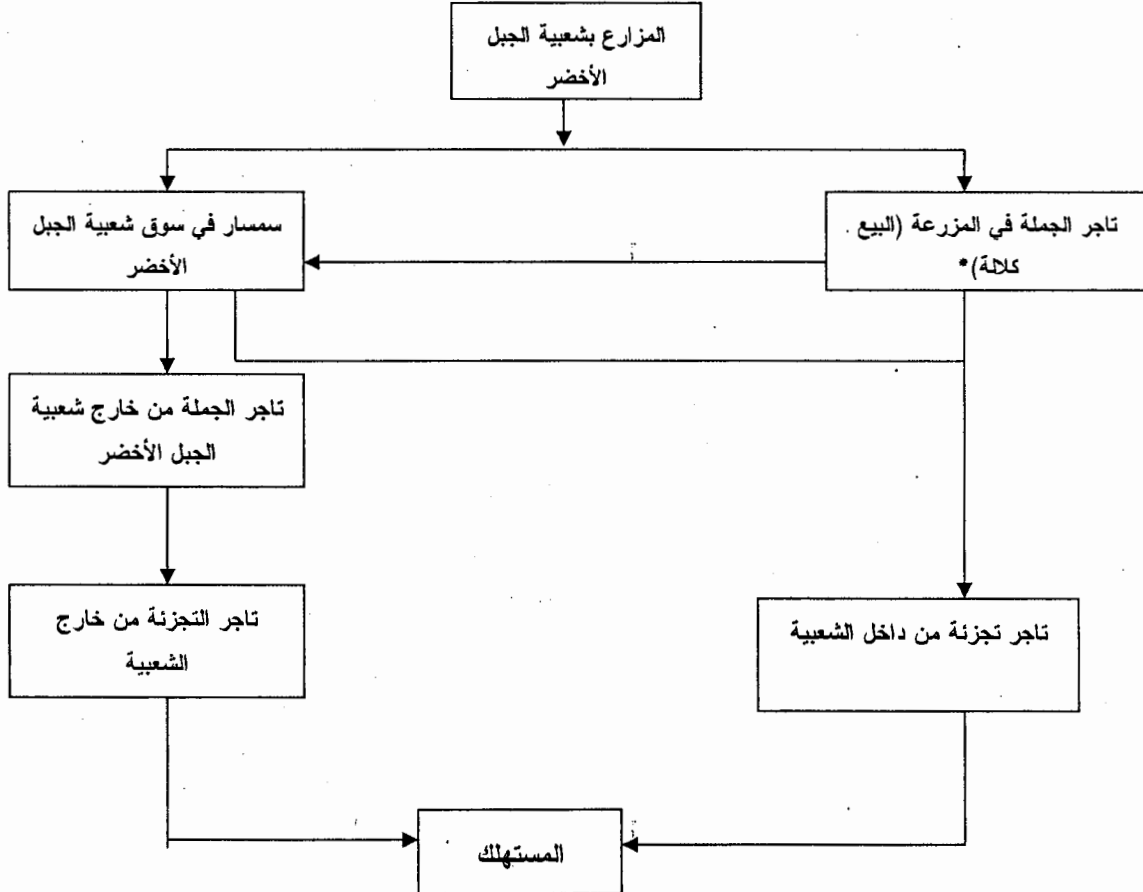 المزارع بشعبية الجبل
الأخضر
سمسار في سوق شعبية الجبل
الأخضر
تاجر الجملة في المزرعة (البيع
كلالة)*
تاجر الجملة من خارج شعبية
الجبل الأخضر
تاجر التجزئة من خارج
الشعبية
تاجر تجزئة من داخل الشعبية
المستهلك